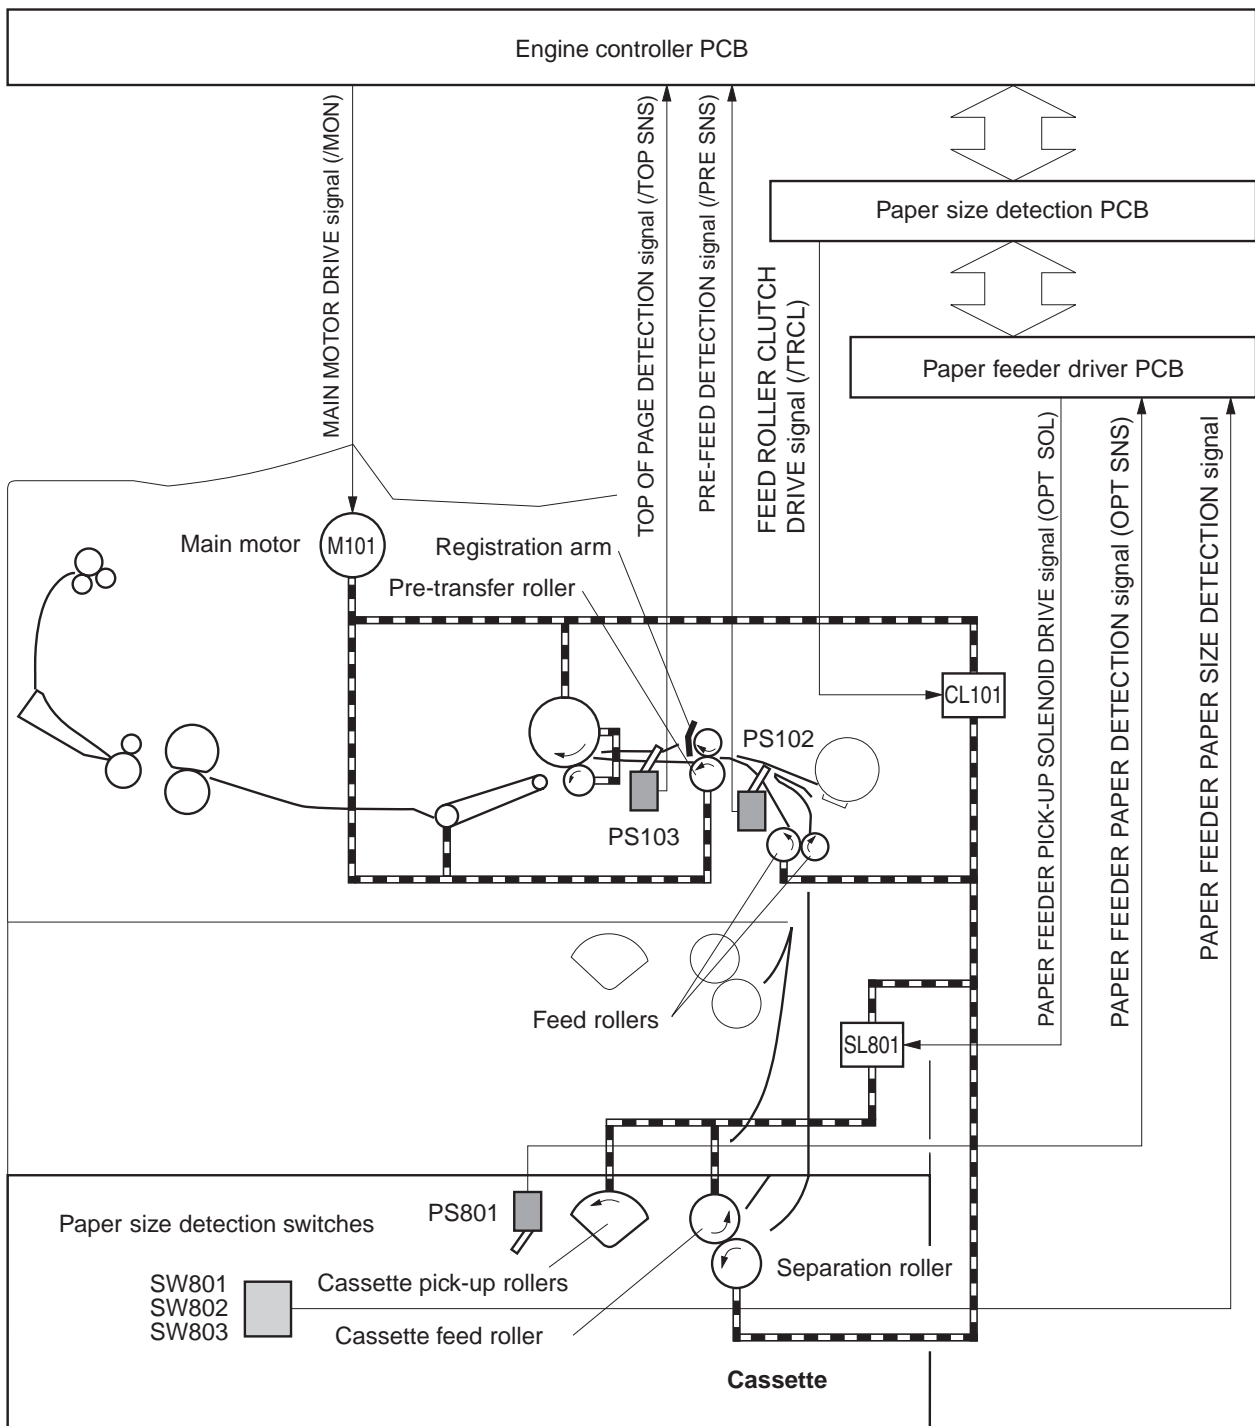 Engine controller PCB
MAIN MOTOR DRIVE signal (/MON)
TOP OF PAGE DETECTION signal (/TOP SNS)
PRE-FEED DETECTION signal (/PRE SNS)
Paper size detection PCB
FEED ROLLER CLUTCH
DRIVE signal (/TRCL)
Paper feeder driver PCB
PAPER FEEDER PICK-UP SOLENOID DRIVE signal (OPT SOL)
PAPER FEEDER PAPER DETECTION signal (OPT SNS)
PAPER FEEDER PAPER SIZE DETECTION signal
Main motor
M101
Registration arm
Pre-transfer roller
CL101
PS102
PS103
Feed rollers
SL801
PS801
Paper size detection switches
SW801
SW802
SW803
Cassette pick-up rollers
Separation roller
Cassette feed roller
Cassette